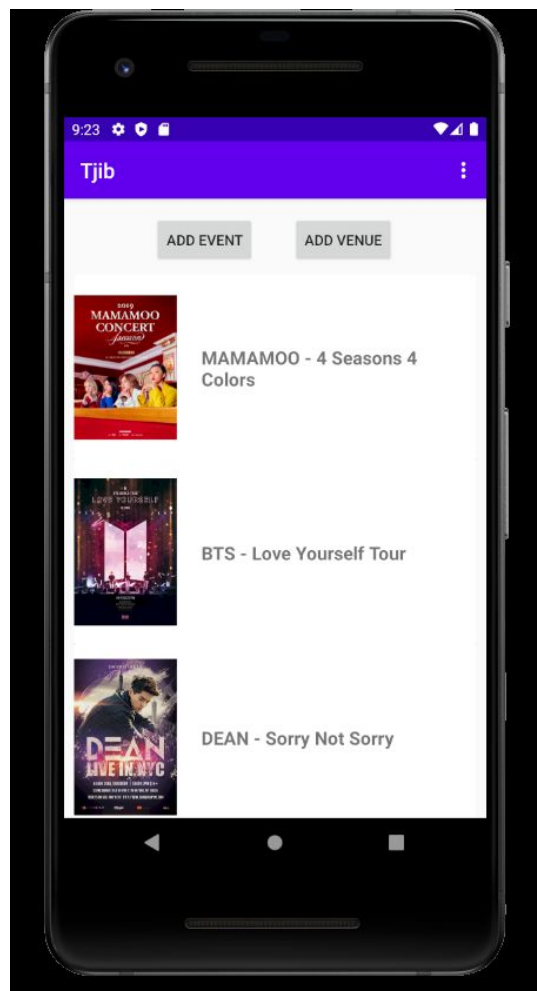 9:23
Tjib
ADD EVENT ADD VENUE
2019
MAMAMOO
CONCERT
MAMAMOO - 4 Seasons 4
Colors
LOVE YOURSELF
BTS - Love Yourself Tour
DEAN
LIVE IN NYC
DEAN - Sorry Not Sorry